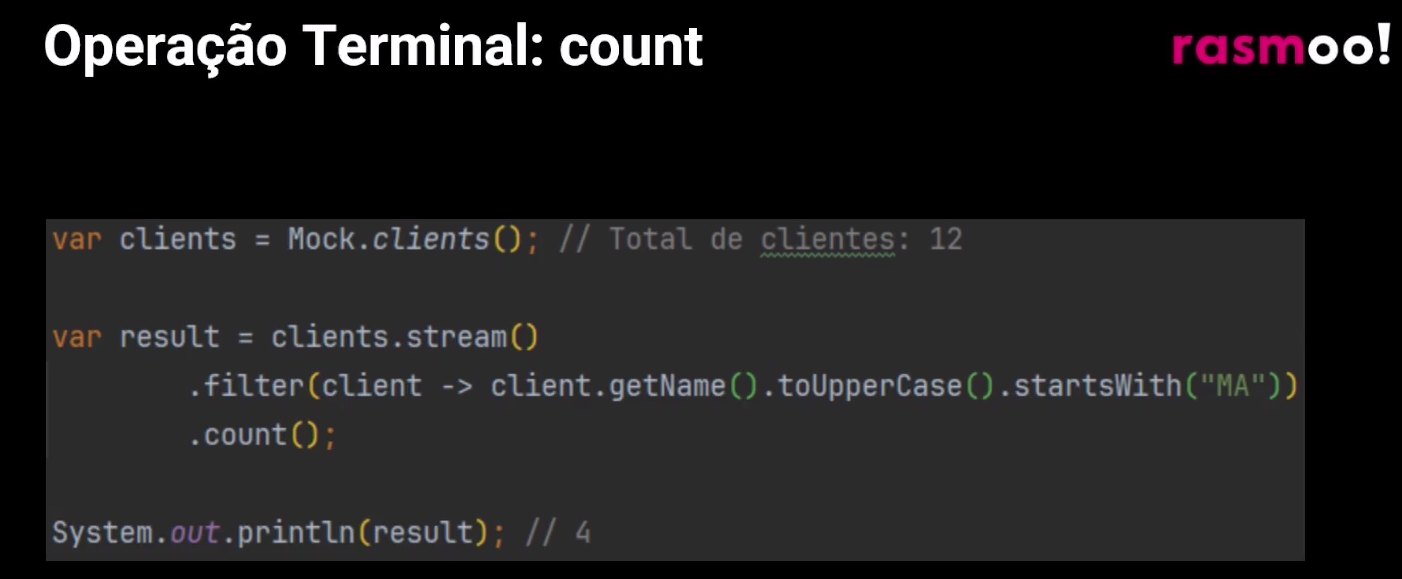 Operação Terminal: count
rasmoo!
var clients = Mock.clients(); // Total de clientes: 12
var result = clients.stream()
.filter(client -> client.getName().toUpperCase().startsWith("MA"))
.count();
System.out.println(result); // 4